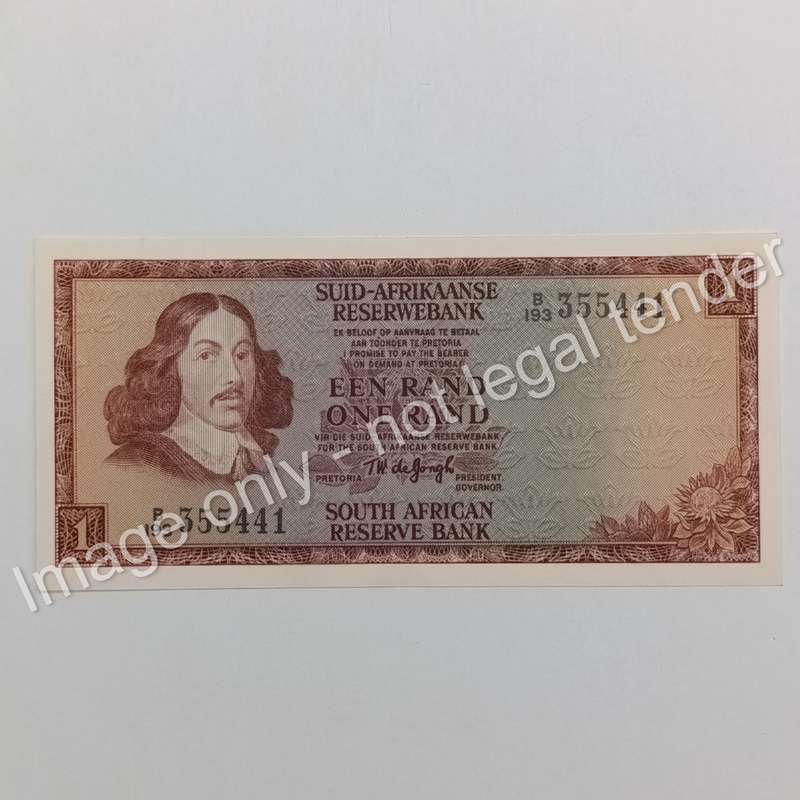 SUID-AFRIKAANSE
RESERWEBANK
B/193 355441
EK BELOOF OP AANVRAAG TE BETAAL
AAN TOONDER TE PRETORIA
I PROMISE TO PAY THE BEARER
ON DEMAND AT PRETORIA
EEN RAND
ONE RAND
VIR DIE SUID-AFRIKAANSE RESERWEBANK
FOR THE SOUTH AFRICAN RESERVE BANK
T.W. de Jongh
PRETORIA
PRESIDENT
GOVERNOR
B/193 355441
SOUTH AFRICAN
RESERVE BANK
1
1
Image only - not legal tender